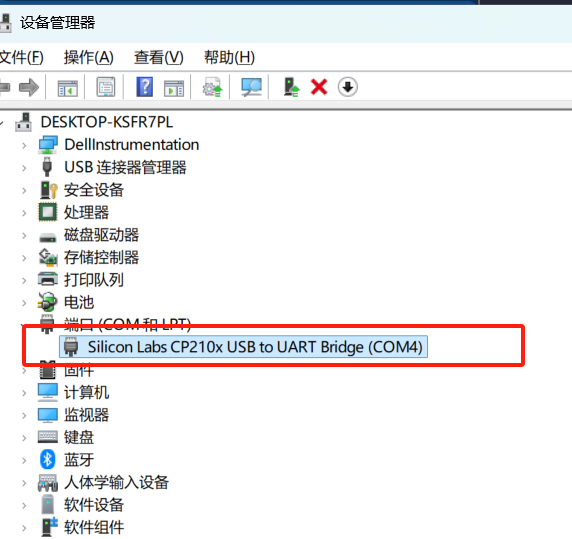 设备管理器
文件(F) 操作(A) 查看(V) 帮助(H)
DESKTOP-KSFR7PL
DellInstrumentation
USB 连接器管理器
安全设备
处理器
磁盘驱动器
存储控制器
打印队列
电池
端口 (COM 和 LPT)
Silicon Labs CP210x USB to UART Bridge (COM4)
固件
计算机
监视器
键盘
蓝牙
人体学输入设备
软件设备
软件组件